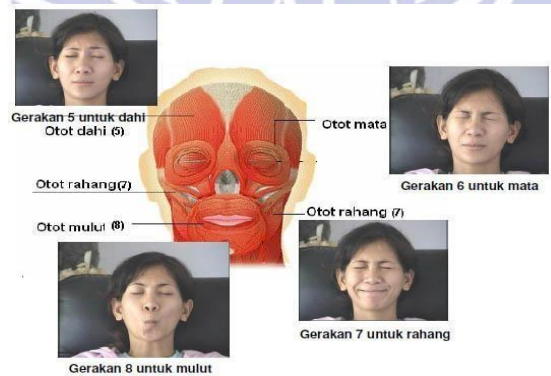 Gerakan 5 untuk dahi
Otot dahi (5)
Otot mata
Gerakan 6 untuk mata
Otot rahang(7)
Otot rahang (7)
Otot mulut (8)
Gerakan 7 untuk rahang
Gerakan 8 untuk mulut